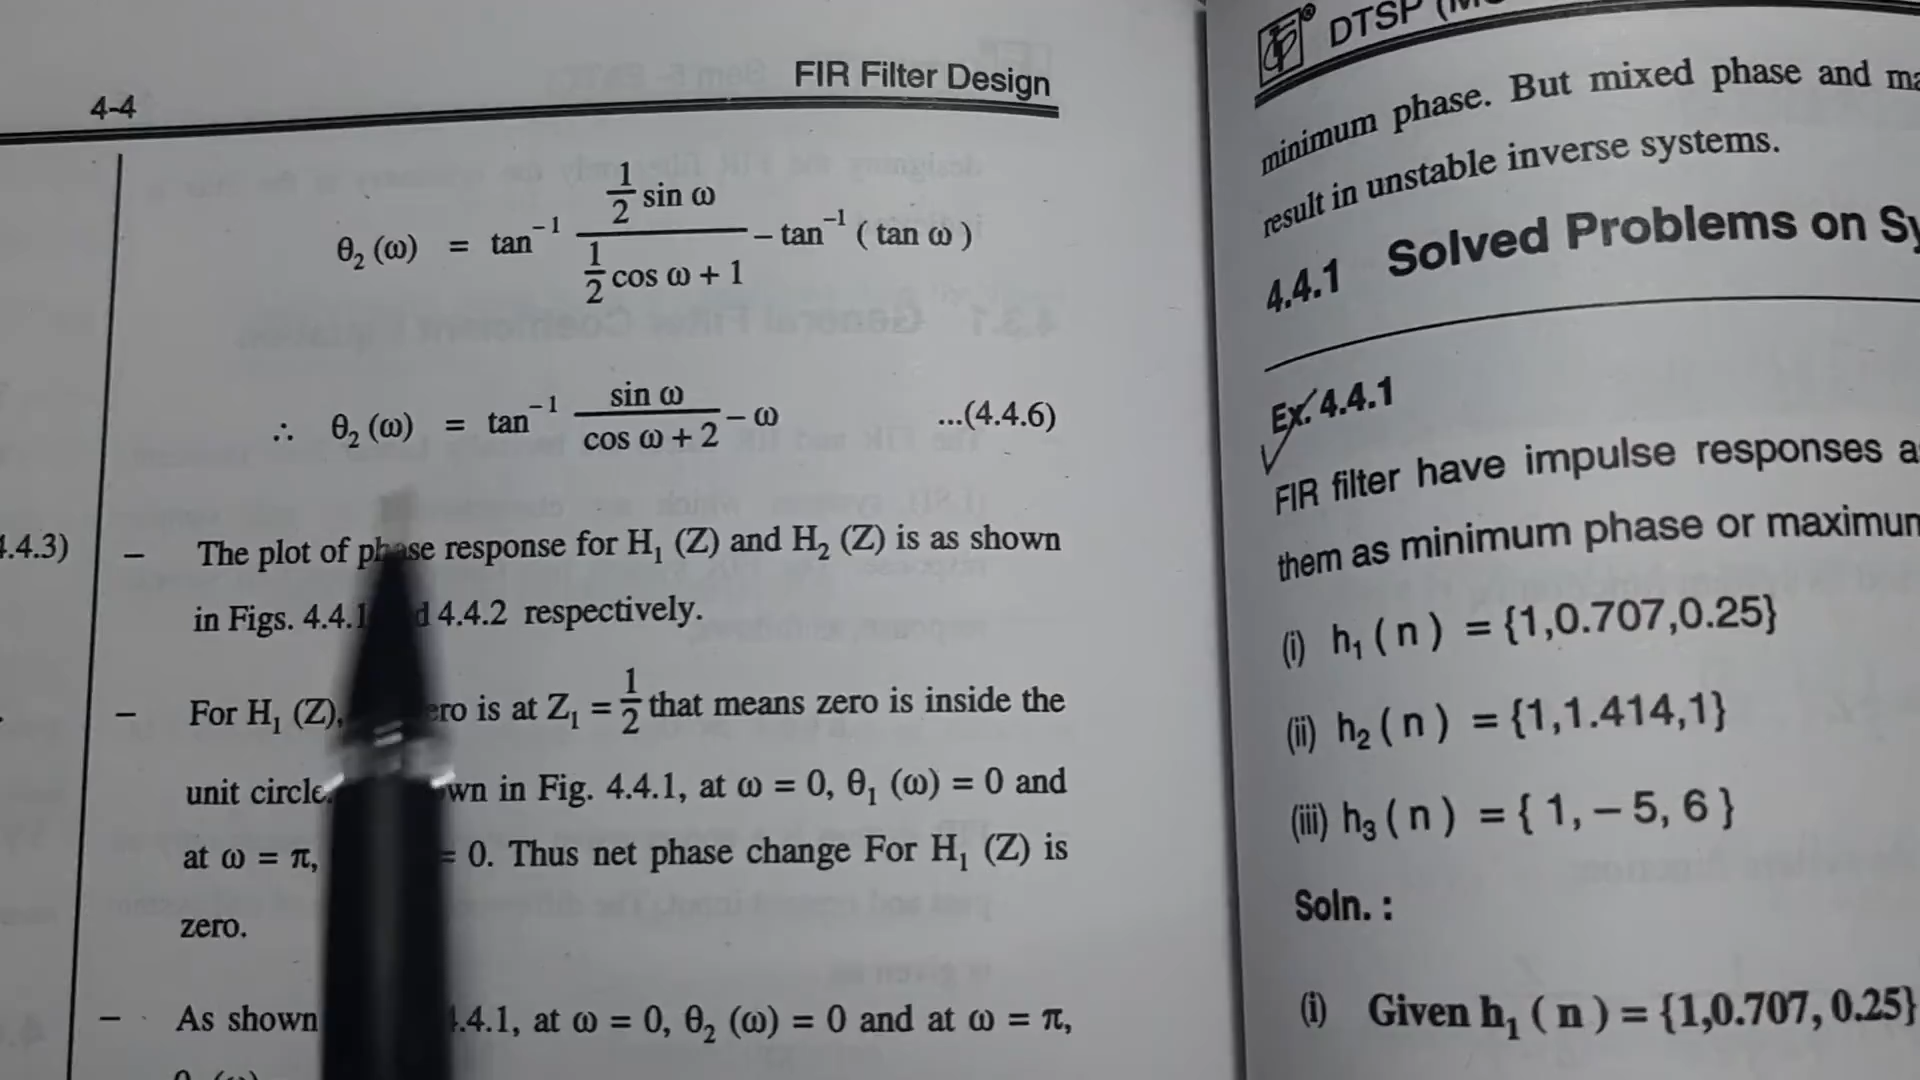 4-4
FIR Filter Design
θ₂ (ω) = tan⁻¹ (1/2 sin ω)/(1/2 cos ω + 1) – tan⁻¹ ( tan ω )
∴ θ₂ (ω) = tan⁻¹ (sin ω)/(cos ω + 2) – ω ...(4.4.6)
4.4.3)
– The plot of phase response for H₁ (Z) and H₂ (Z) is as shown
in Figs. 4.4.1 4.4.2 respectively.
– For H₁ (Z), is at Z₁ = 1/2 that means zero is inside the
unit circle. in Fig. 4.4.1, at ω = 0, θ₁ (ω) = 0 and
at ω = π, = 0. Thus net phase change For H₁ (Z) is
zero.
– As shown 4.4.1, at ω = 0, θ₂ (ω) = 0 and at ω = π,
DTSP
minimum phase. But mixed phase and
result in unstable inverse systems.
4.4.1 Solved Problems on
Ex. 4.4.1
FIR filter have impulse responses
them as minimum phase or
(i) h₁ ( n ) = {1,0.707,0.25}
(ii) h₂ ( n ) = {1,1.414,1}
(iii) h₃ ( n ) = { 1, – 5, 6 }
Soln. :
(i) Given h₁ ( n ) = {1,0.707, 0.25}